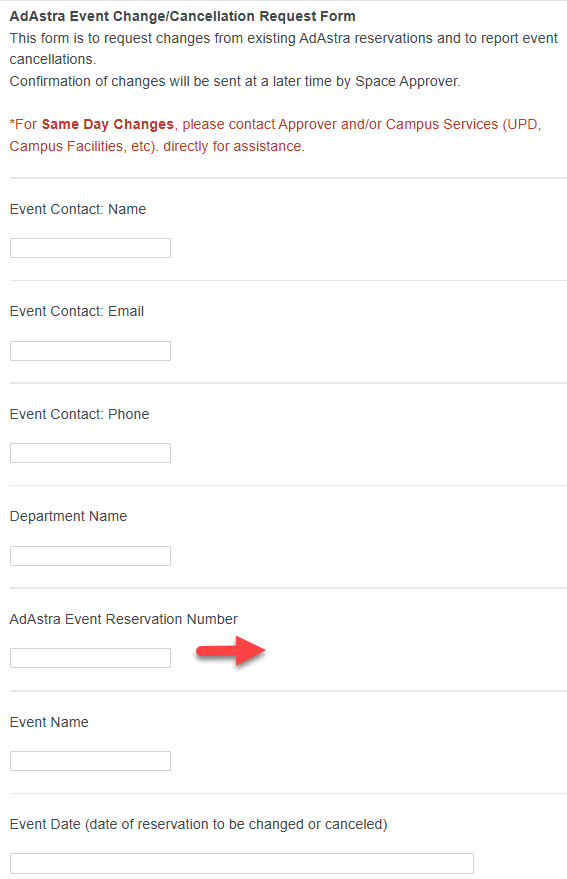 AdAstra Event Change/Cancellation Request Form
This form is to request changes from existing AdAstra reservations and to report event
cancellations.
Confirmation of changes will be sent at a later time by Space Approver.
*For Same Day Changes, please contact Approver and/or Campus Services (UPD,
Campus Facilities, etc). directly for assistance.
Event Contact: Name
Event Contact: Email
Event Contact: Phone
Department Name
AdAstra Event Reservation Number
Event Name
Event Date (date of reservation to be changed or canceled)